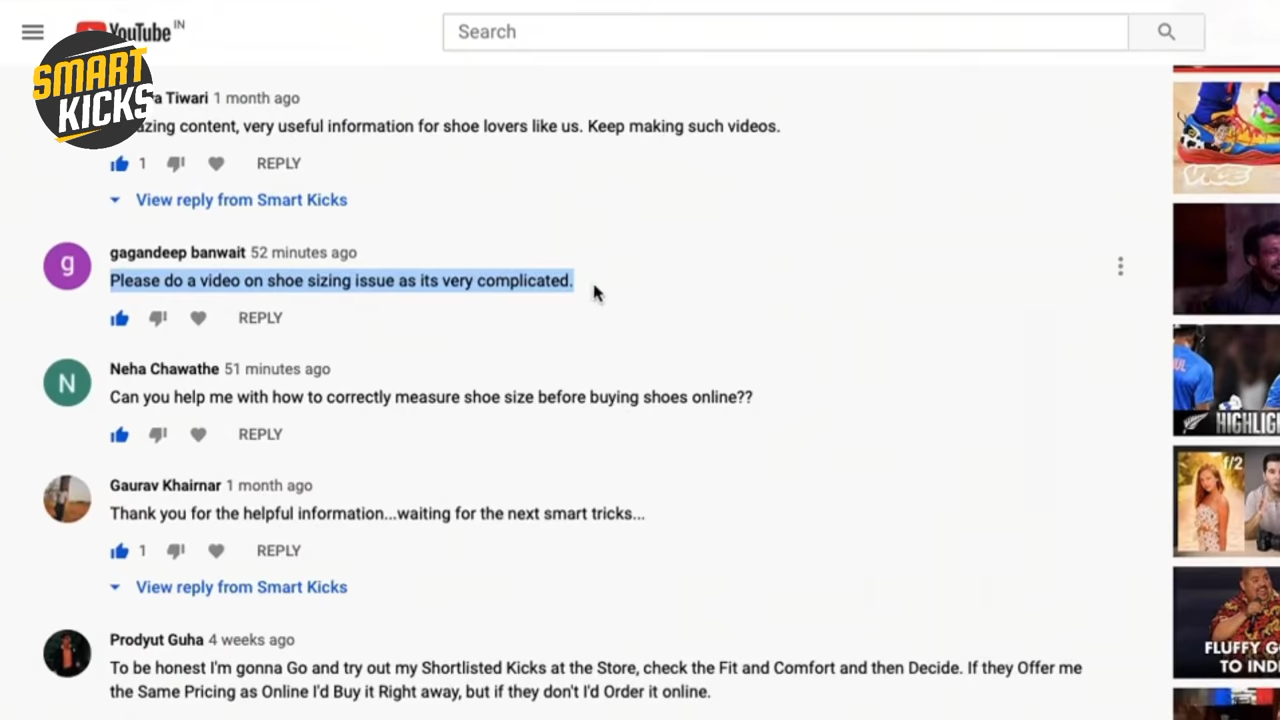 YouTube IN
Search
SMART
KICKS
Tiwari 1 month ago
content, very useful information for shoe lovers like us. Keep making such videos.
1 REPLY
View reply from Smart Kicks
VICE
g
gagandeep banwait 52 minutes ago
Please do a video on shoe sizing issue as its very complicated.
REPLY
N
Neha Chawathe 51 minutes ago
Can you help me with how to correctly measure shoe size before buying shoes online??
REPLY
f/2
Gaurav Khairnar 1 month ago
Thank you for the helpful information...waiting for the next smart tricks...
1 REPLY
View reply from Smart Kicks
Prodyut Guha 4 weeks ago
To be honest I'm gonna Go and try out my Shortlisted Kicks at the Store, check the Fit and Comfort and then Decide. If they Offer me
the Same Pricing as Online I'd Buy it Right away, but if they don't I'd Order it online.
FLUFFY
TO